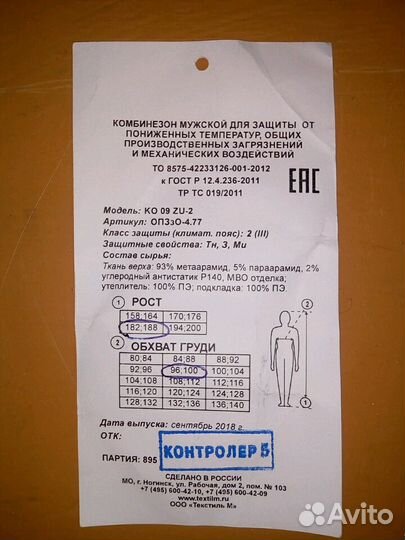 КОМБИНЕЗОН МУЖСКОЙ ДЛЯ ЗАЩИТЫ ОТ
ПОНИЖЕННЫХ ТЕМПЕРАТУР, ОБЩИХ
ПРОИЗВОДСТВЕННЫХ ЗАГРЯЗНЕНИЙ
И МЕХАНИЧЕСКИХ ВОЗДЕЙСТВИЙ
ТО 8575-42233126-001-2012
к ГОСТ Р 12.4.236-2011
ТР ТС 019/2011
ЕАС
Модель: KO 09 ZU-2
Артикул: ОПЗэО-4.77
Класс защиты (климат. пояс): 2 (III)
Защитные свойства: Тн, З, Ми
Состав сырья:
Ткань верха: 93% метаарамид, 5% параарамид, 2%
углеродный антистатик P140, МВО отделка;
утеплитель: 100% ПЭ; подкладка: 100% ПЭ.
1 РОСТ
158;164 170;176
182;188 194;200
2 ОБХВАТ ГРУДИ
80;84 84;88 88;92
92;96 96;100 100;104
104;108 108;112 112;116
116;120 120;124 124;128
128;132 132;136 136;140
2
1
Дата выпуска: сентябрь 2018 г.
ОТК:
КОНТРОЛЕР 5
ПАРТИЯ: 895
СДЕЛАНО В РОССИИ
МО, г. Ногинск, ул. Рабочая, дом 2, пом. № 103
+7 (495) 600-42-10, +7 (495) 600-42-09
www.textilm.ru
ООО «Текстиль М»
Avito